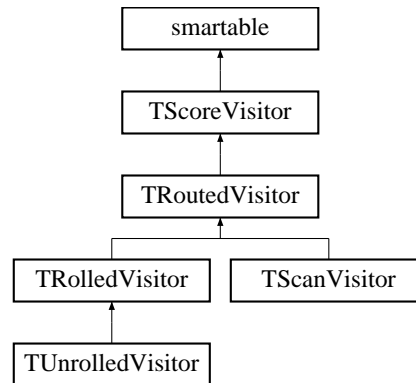 smartable
TScoreVisitor
TRoutedVisitor
TRolledVisitor
TScanVisitor
TUnrolledVisitor